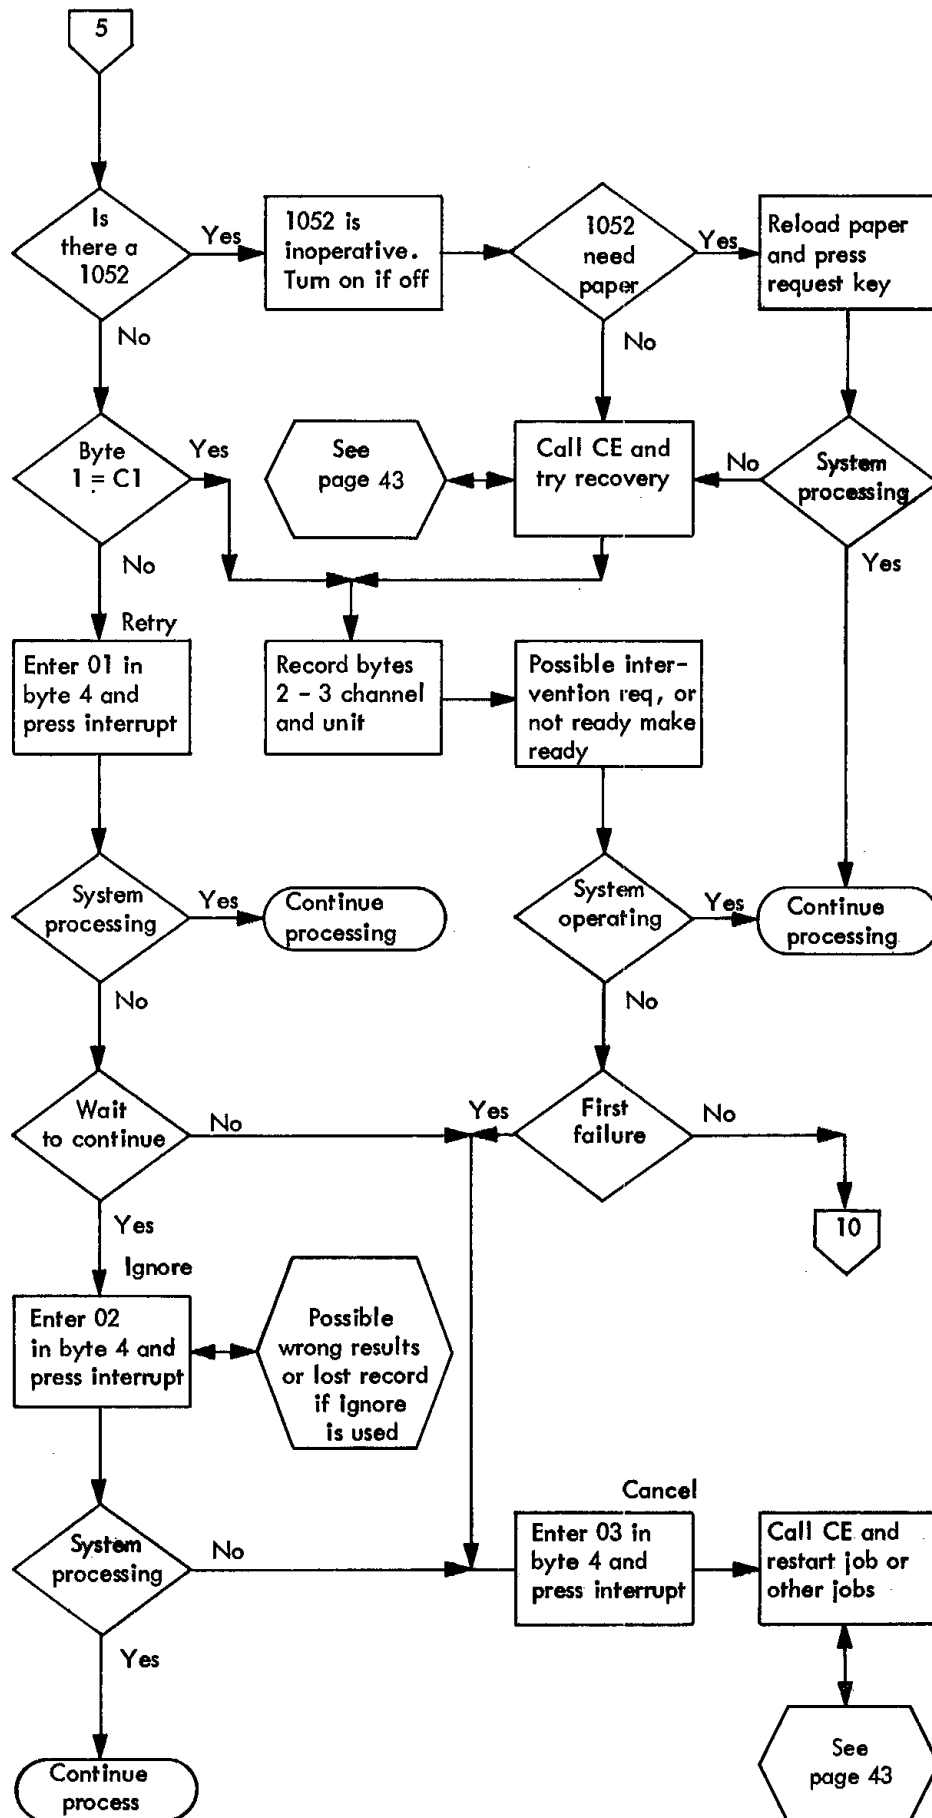 5
Is
there a
1052
Yes
1052 is
inoperative.
Turn on if off
1052
need
paper
Yes
Reload paper
and press
request key
No
No
Byte
1 = C1
Yes
See
page 43
Call CE and
try recovery
No
System
processing
No
Yes
Retry
Enter 01 in
byte 4 and
press interrupt
Record bytes
2 - 3 channel
and unit
Possible inter-
vention req, or
not ready make
ready
System
processing
Yes
Continue
processing
System
operating
Yes
Continue
processing
No
No
Wait
to continue
No
Yes
First
failure
No
Yes
10
Ignore
Enter 02
in byte 4 and
press interrupt
Possible
wrong results
or lost record
if ignore
is used
Cancel
System
processing
No
Enter 03 in
byte 4 and
press interrupt
Call CE and
restart job or
other jobs
Yes
Continue
process
See
page 43